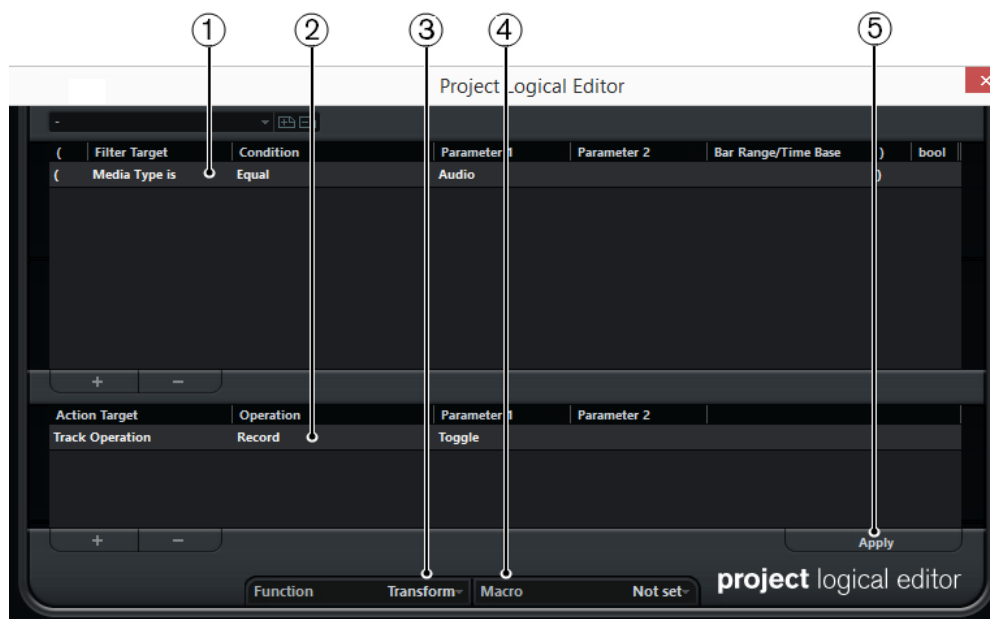 1 2 3 4 5
Project Logical Editor
-
( Filter Target Condition Parameter 1 Parameter 2 Bar Range/Time Base ) bool
( Media Type is Equal Audio )
+ −
Action Target Operation Parameter 1 Parameter 2
Track Operation Record Toggle
+ − Apply
Function Transform Macro Not set project logical editor